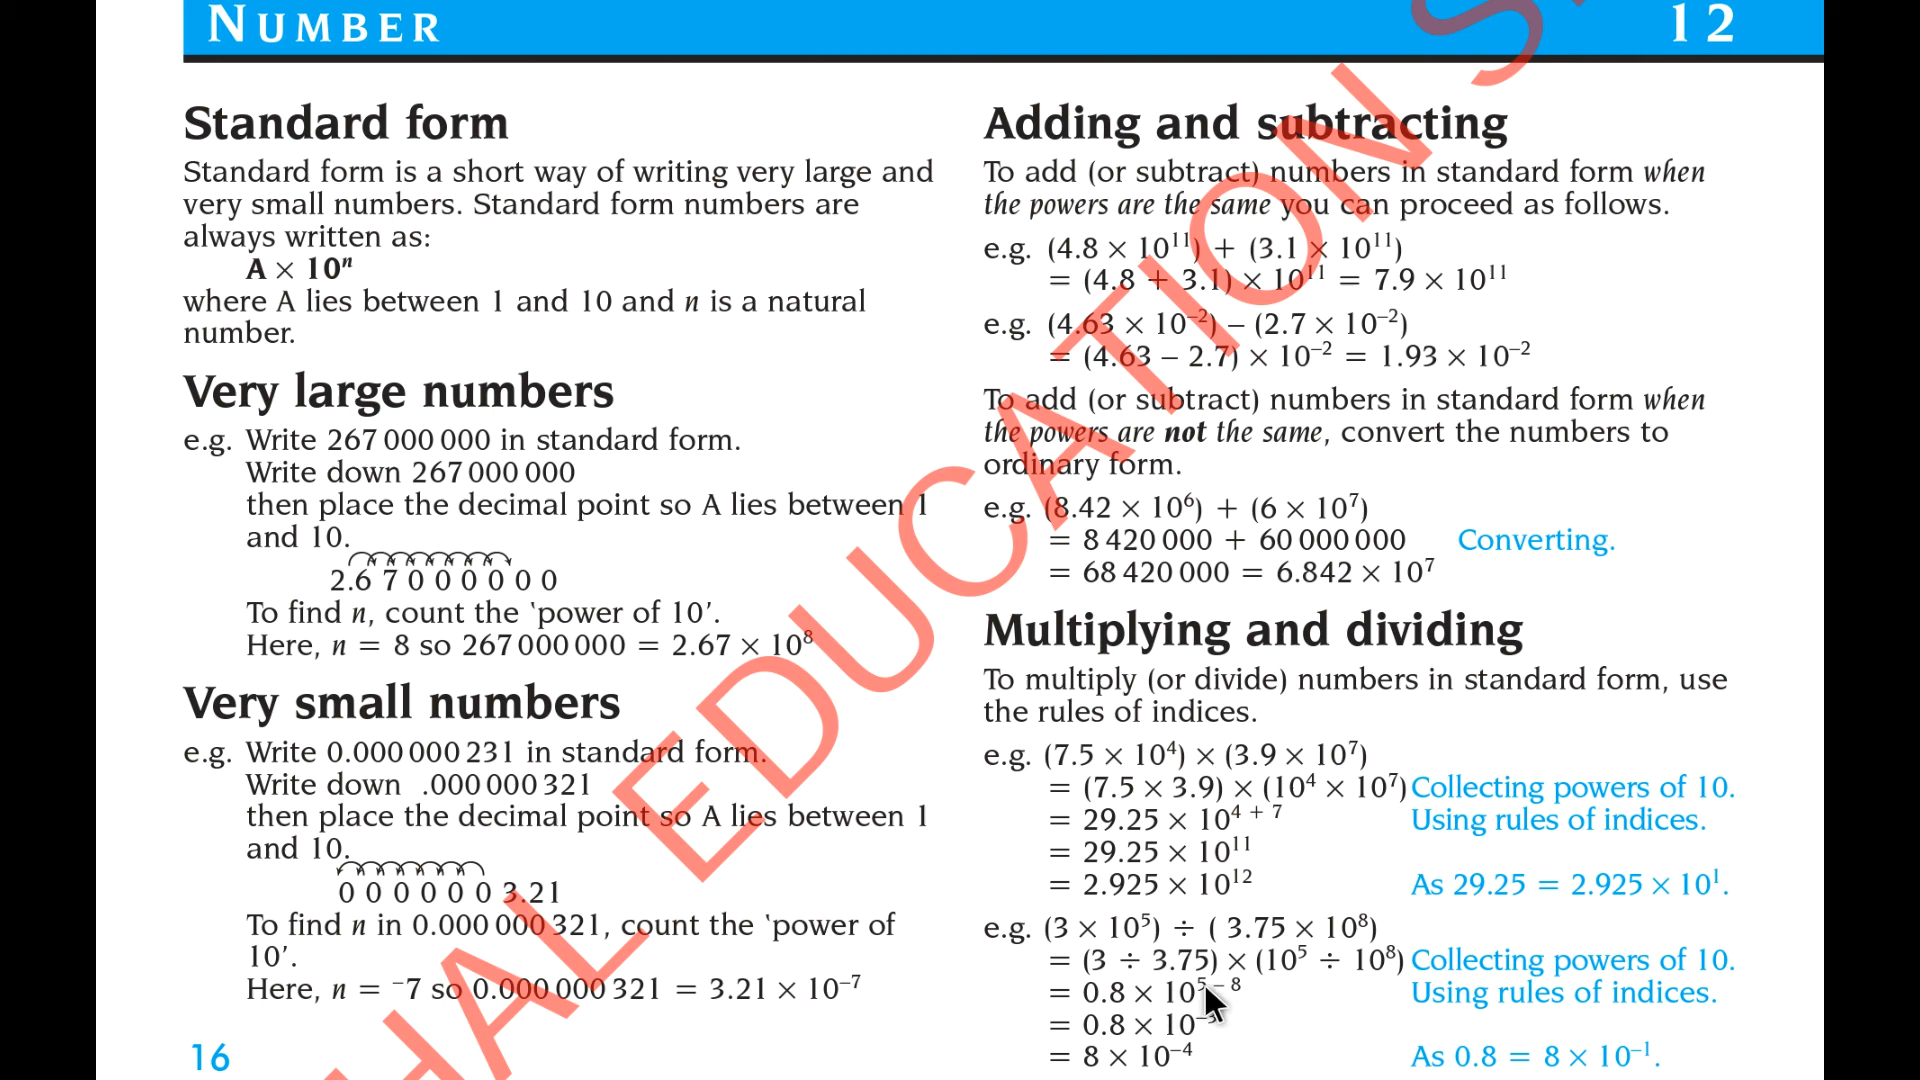 NUMBER 12
Standard form
Standard form is a short way of writing very large and
very small numbers. Standard form numbers are
always written as:
A × 10ⁿ
where A lies between 1 and 10 and n is a natural
number.
Very large numbers
e.g. Write 267 000 000 in standard form.
Write down 267 000 000
then place the decimal point so A lies between 1
and 10.
2.6 7 0 0 0 0 0 0
To find n, count the 'power of 10'.
Here, n = 8 so 267 000 000 = 2.67 × 10⁸
Very small numbers
e.g. Write 0.000 000 231 in standard form.
Write down .000 000 321
then place the decimal point so A lies between 1
and 10.
0 0 0 0 0 0 3.21
To find n in 0.000 000 321, count the 'power of
10'.
Here, n = ⁻7 so 0.000 000 321 = 3.21 × 10⁻⁷
16
Adding and subtracting
To add (or subtract) numbers in standard form when
the powers are the same you can proceed as follows.
e.g. (4.8 × 10¹¹) + (3.1 × 10¹¹)
= (4.8 + 3.1) × 10¹¹ = 7.9 × 10¹¹
e.g. (4.63 × 10⁻²) – (2.7 × 10⁻²)
= (4.63 – 2.7) × 10⁻² = 1.93 × 10⁻²
To add (or subtract) numbers in standard form when
the powers are not the same, convert the numbers to
ordinary form.
e.g. (8.42 × 10⁶) + (6 × 10⁷)
= 8 420 000 + 60 000 000 Converting.
= 68 420 000 = 6.842 × 10⁷
Multiplying and dividing
To multiply (or divide) numbers in standard form, use
the rules of indices.
e.g. (7.5 × 10⁴) × (3.9 × 10⁷)
= (7.5 × 3.9) × (10⁴ × 10⁷) Collecting powers of 10.
= 29.25 × 10⁴ ⁺ ⁷ Using rules of indices.
= 29.25 × 10¹¹
= 2.925 × 10¹² As 29.25 = 2.925 × 10¹.
e.g. (3 × 10⁵) ÷ ( 3.75 × 10⁸)
= (3 ÷ 3.75) × (10⁵ ÷ 10⁸) Collecting powers of 10.
= 0.8 × 10⁵ ⁻ ⁸ Using rules of indices.
= 0.8 × 10⁻³
= 8 × 10⁻⁴ As 0.8 = 8 × 10⁻¹.
HAL EDUCATION S